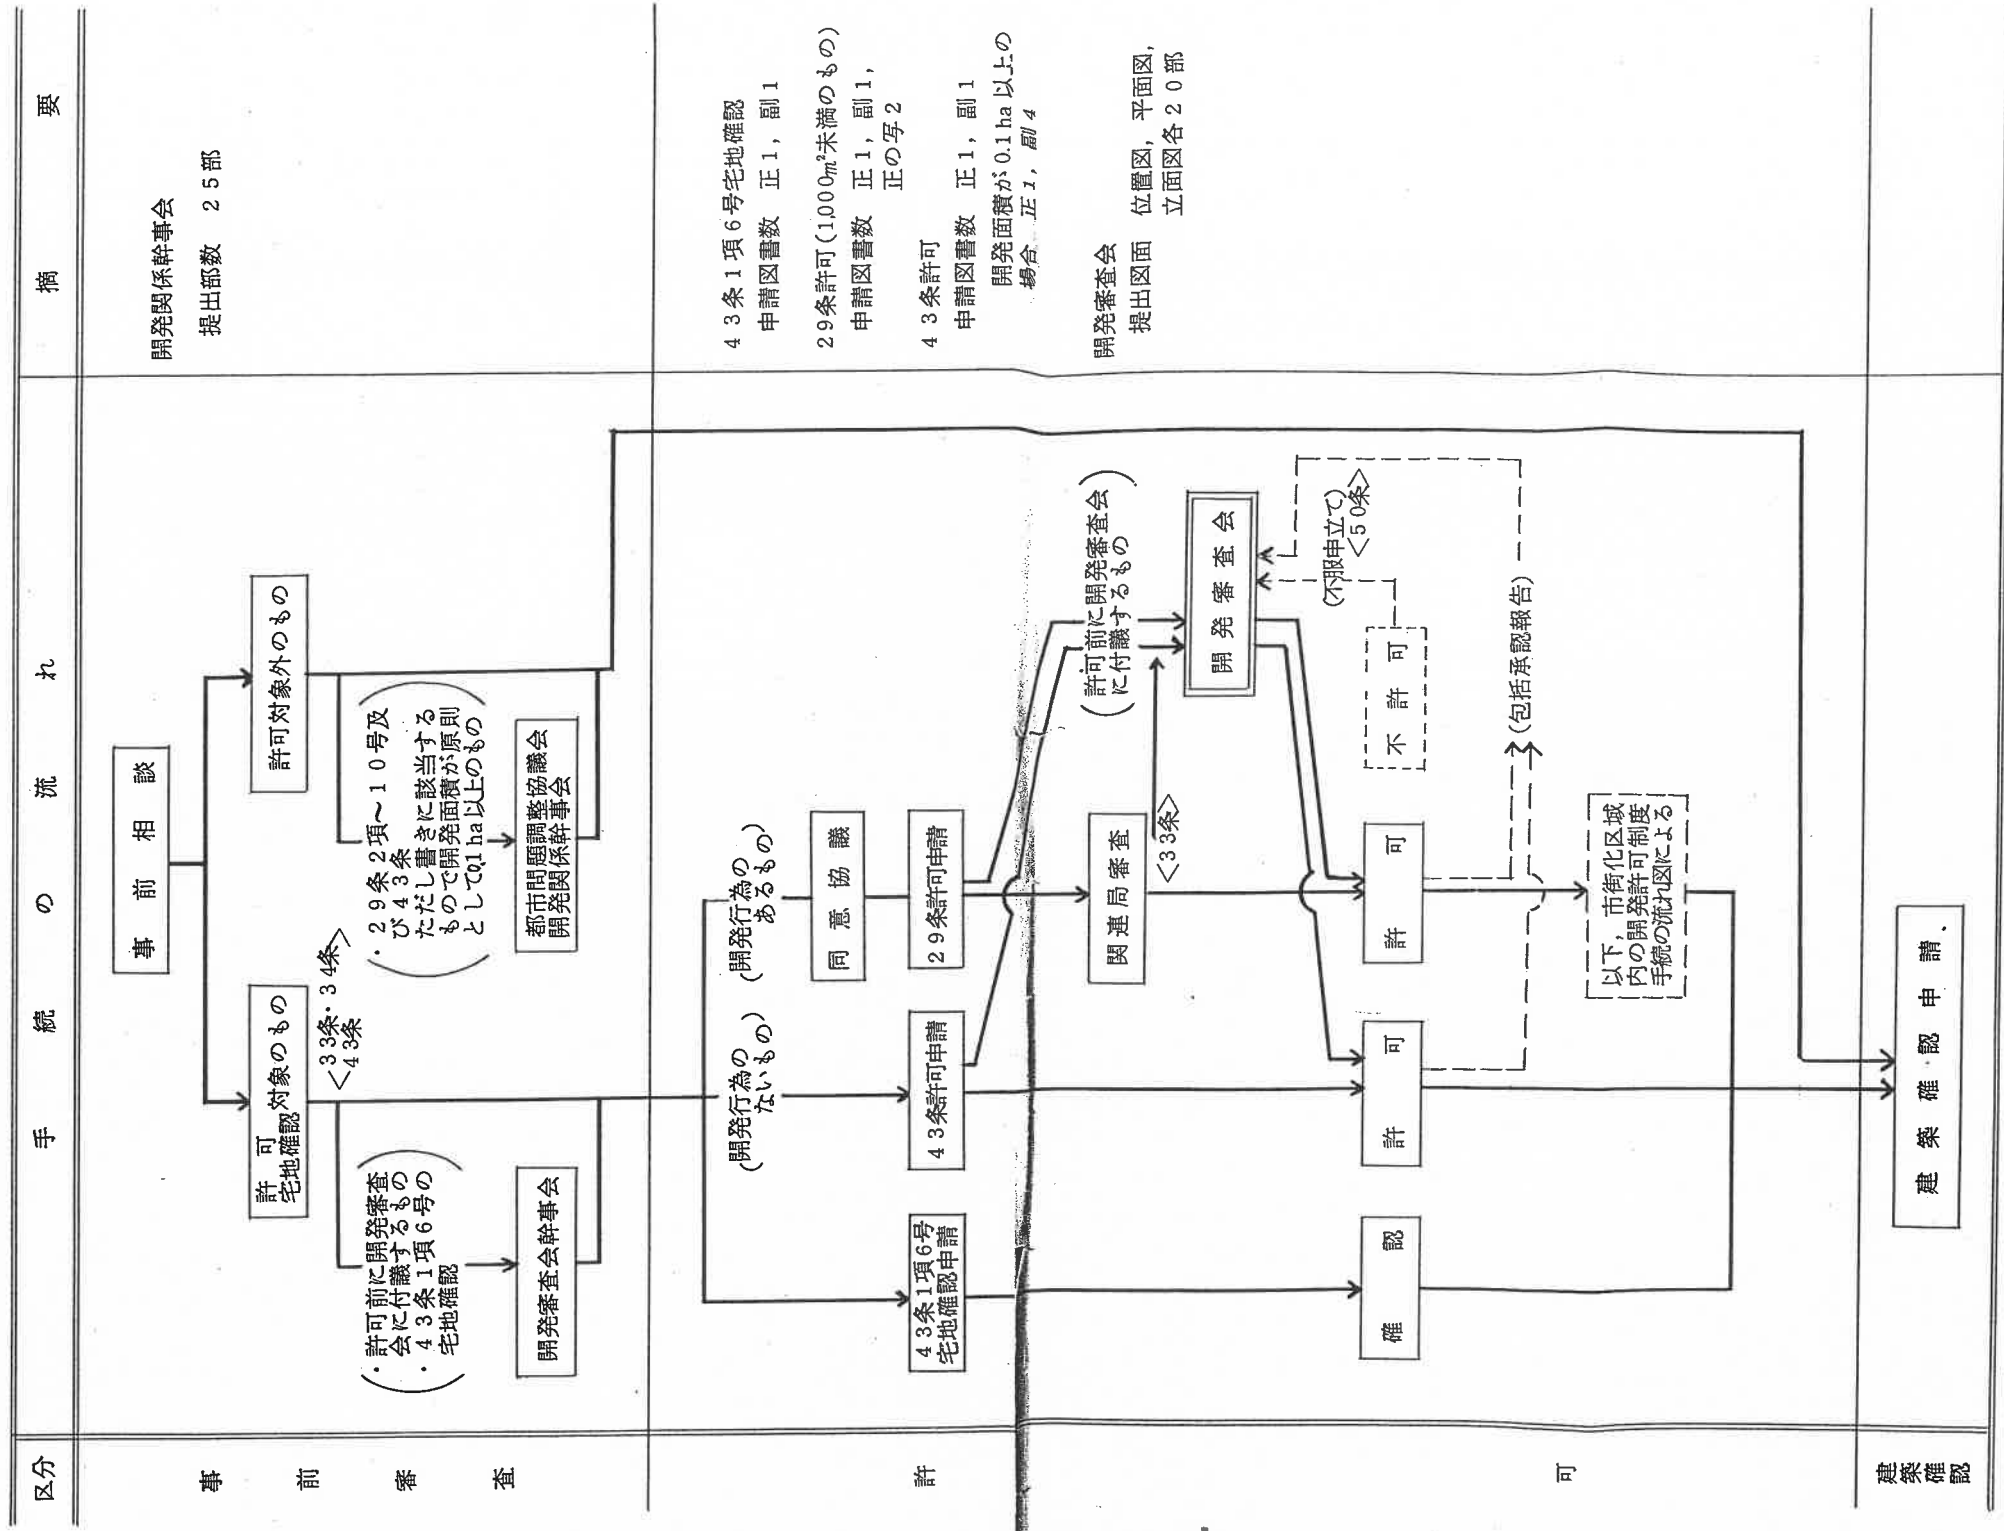 区分
手続の流れ
摘要
事前審査
事前相談
許可
宅地確認
対象のもの
<33条・34条>
43条
許可対象外のもの
・許可前に開発審査
会に付議するもの
・43条1項6号の
宅地確認
開発審査会幹事会
・29条2項〜10号及
び43条
ただし書きに該当する
もので開発面積が原則
として0.1ha以上のもの
都市問題調整協議会
開発関係幹事会
開発関係幹事会
提出部数 25部
許可
(開発行為の
ないもの)
(開発行為の
あるもの)
同意協議
43条1項6号
宅地確認申請
43条許可申請
29条許可申請
関連局審査
<33条>
(許可前に開発審査会
に付議するもの)
開発審査会
(不服申立て)
<50条>
確認
許可
許可
不許可
(包括承認報告)
以下,市街化区域
内の開発許可制度
手続の流れ図による
43条1項6号宅地確認
申請図書数 正1,副1
29条許可(1,000m²未満のもの)
申請図書数 正1,副1,
正の写2
43条許可
申請図書数 正1,副1
開発面積が0.1ha以上の
場合 正1,副4
開発審査会
提出図面 位置図,平面図,
立面図各20部
建築確認
建築確認申請